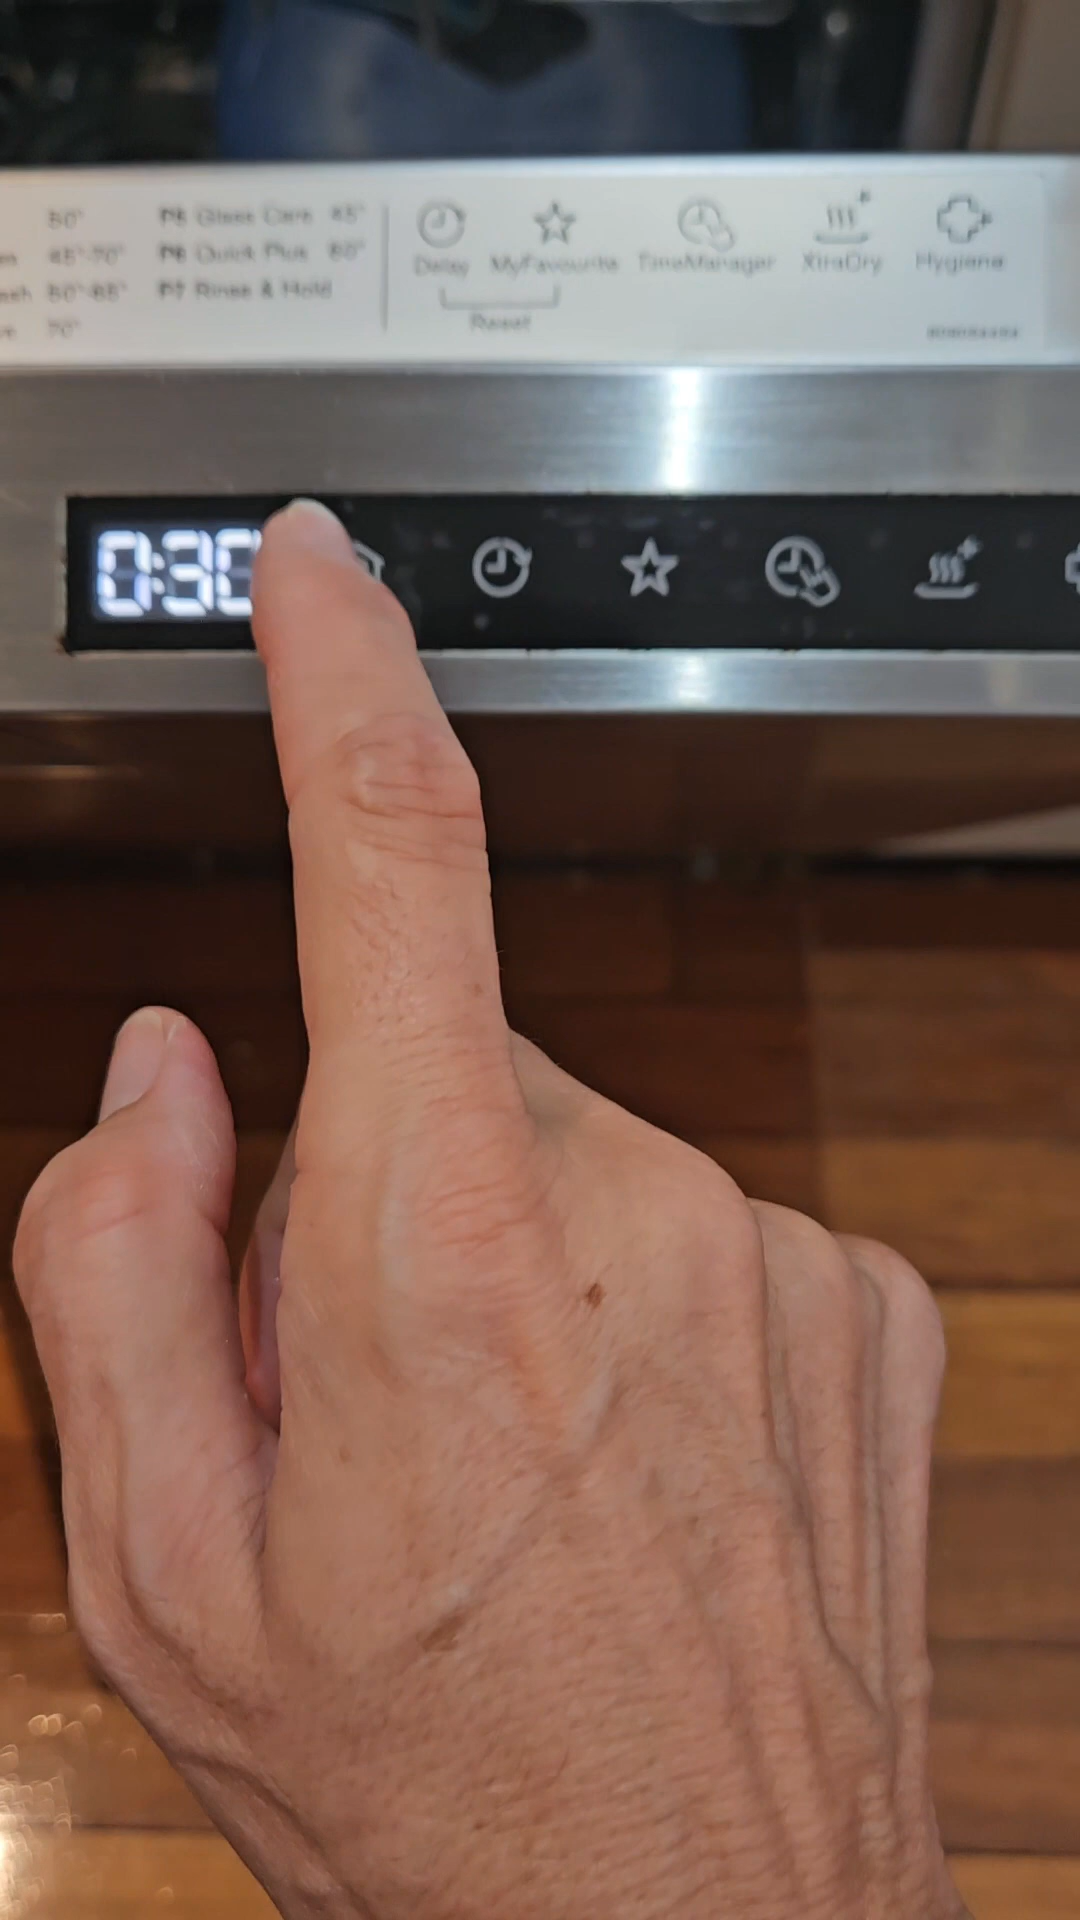 50° P5 Glass Care 45°
45°-70° P6 Quick Plus 60°
50°-65° P7 Rinse & Hold
70°
Delay MyFavourite TimeManager XtraDry Hygiene
Reset
0:30